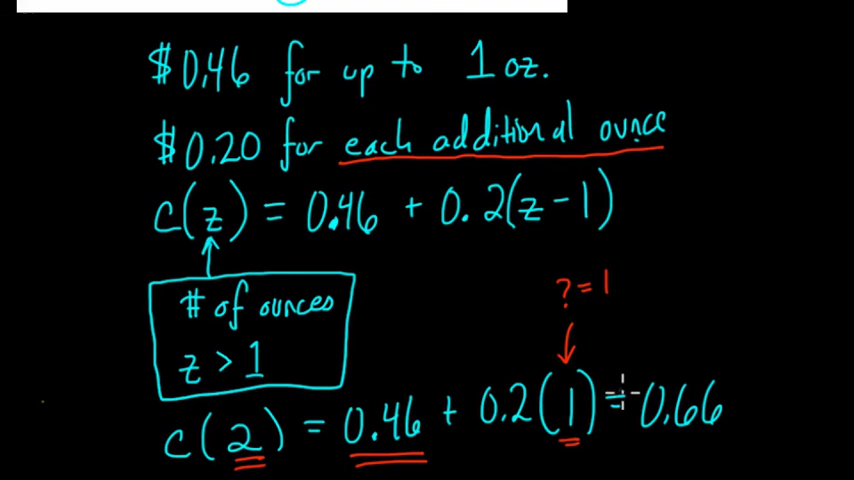 $0.46 for up to 1 oz.
$0.20 for each additional ounce
c(z) = 0.46 + 0.2(z-1)
# of ounces
z > 1
? = 1
c(2) = 0.46 + 0.2(1) = 0.66